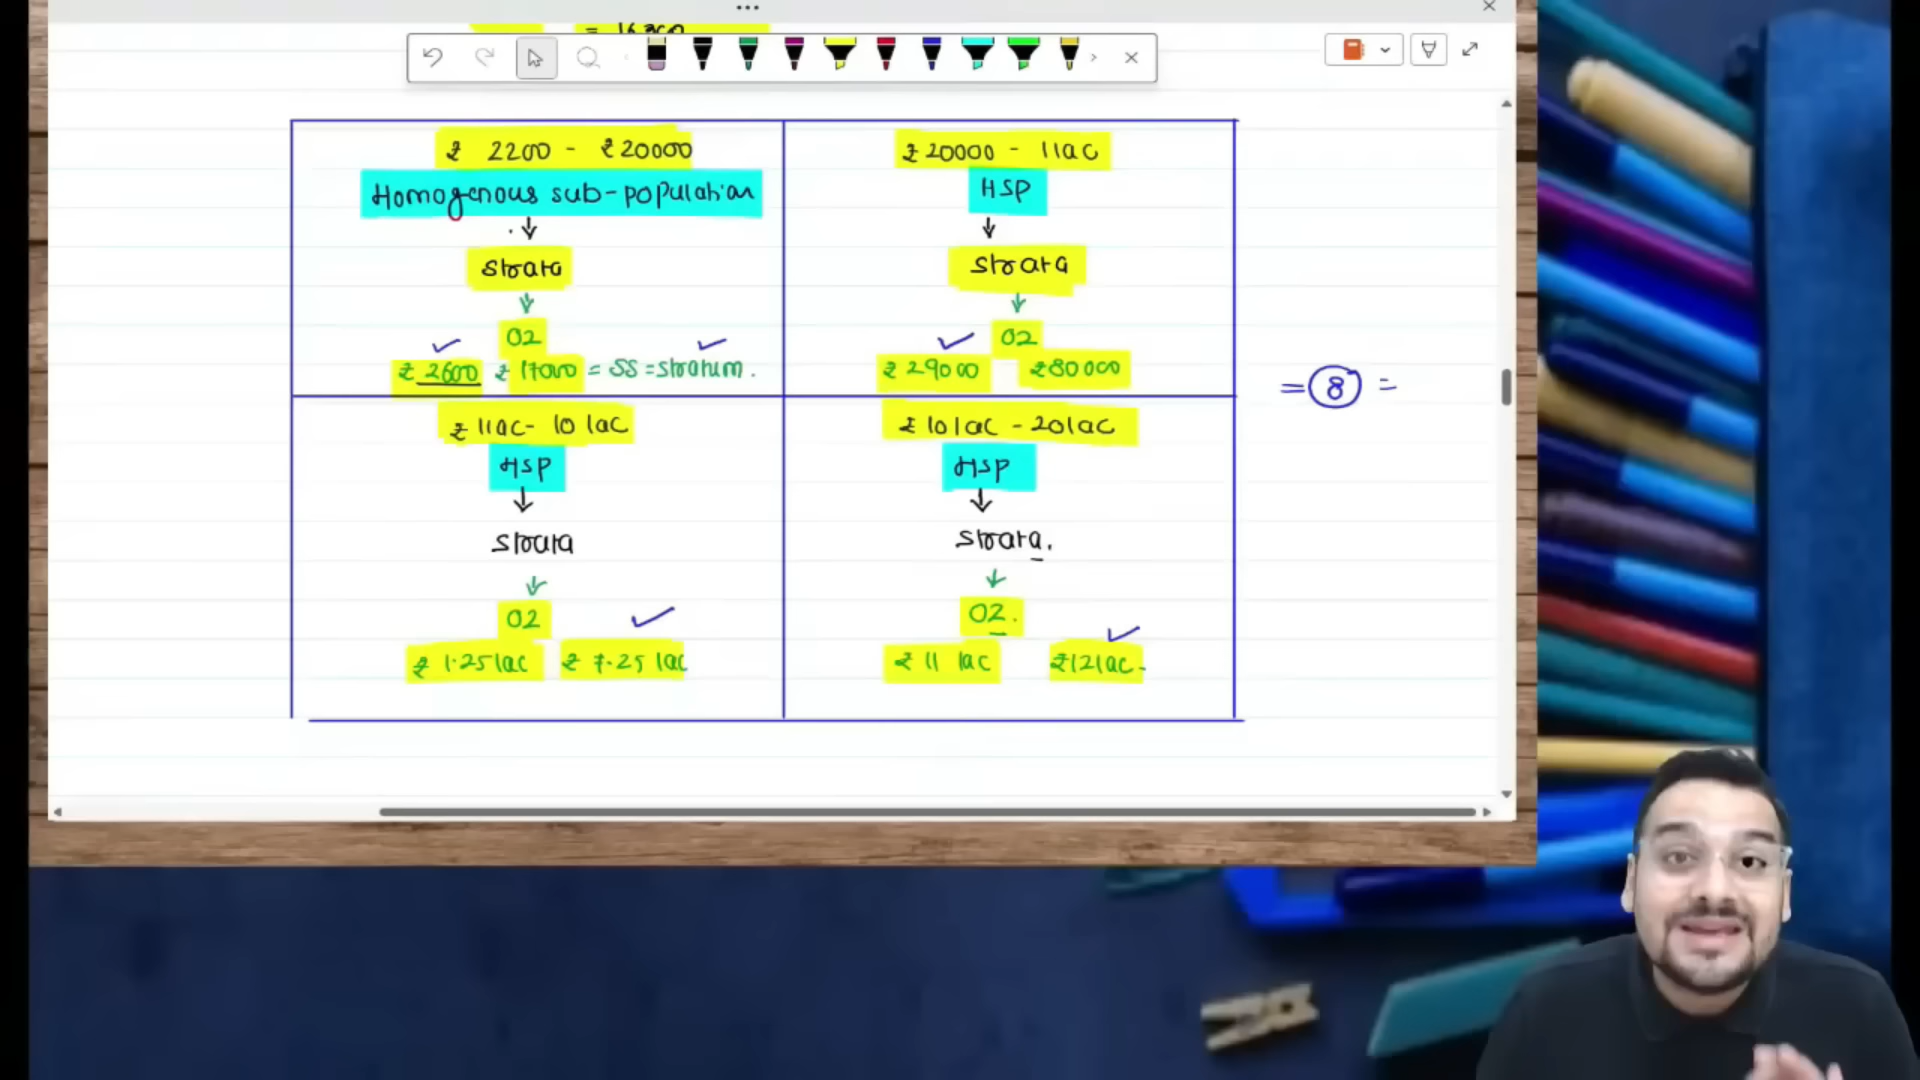 ₹ 2200 - ₹20000
Homogenous sub-population
strata
02
₹ 2600 ₹ 17000 = SS = stratum.
₹20000 - 1lac
HSP
strata
02
₹29000 ₹80000
= 8 =
₹ 1lac - 10 lac
HSP
strata
02
₹ 1.25 lac ₹ 7.25 lac
₹ 10 lac - 20 lac
HSP
strata.
02.
₹ 11 lac ₹12 lac.